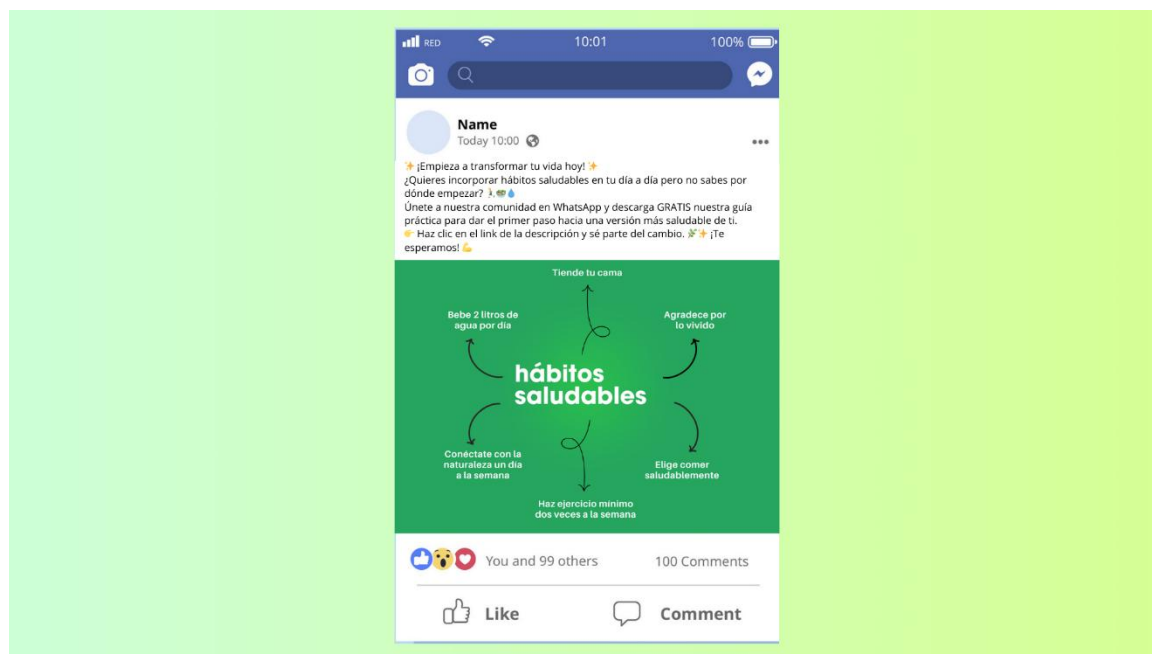 RED 10:01 100%
Name
Today 10:00
✨ ¡Empieza a transformar tu vida hoy! ✨
¿Quieres incorporar hábitos saludables en tu día a día pero no sabes por
dónde empezar? 🏃🥗💧
Únete a nuestra comunidad en WhatsApp y descarga GRATIS nuestra guía
práctica para dar el primer paso hacia una versión más saludable de ti.
👉 Haz clic en el link de la descripción y sé parte del cambio. 🌿✨ ¡Te
esperamos! 💪
Tiende tu cama
Bebe 2 litros de
agua por día
Agradece por
lo vivido
hábitos
saludables
Conéctate con la
naturaleza un día
a la semana
Elige comer
saludablemente
Haz ejercicio mínimo
dos veces a la semana
You and 99 others 100 Comments
Like Comment